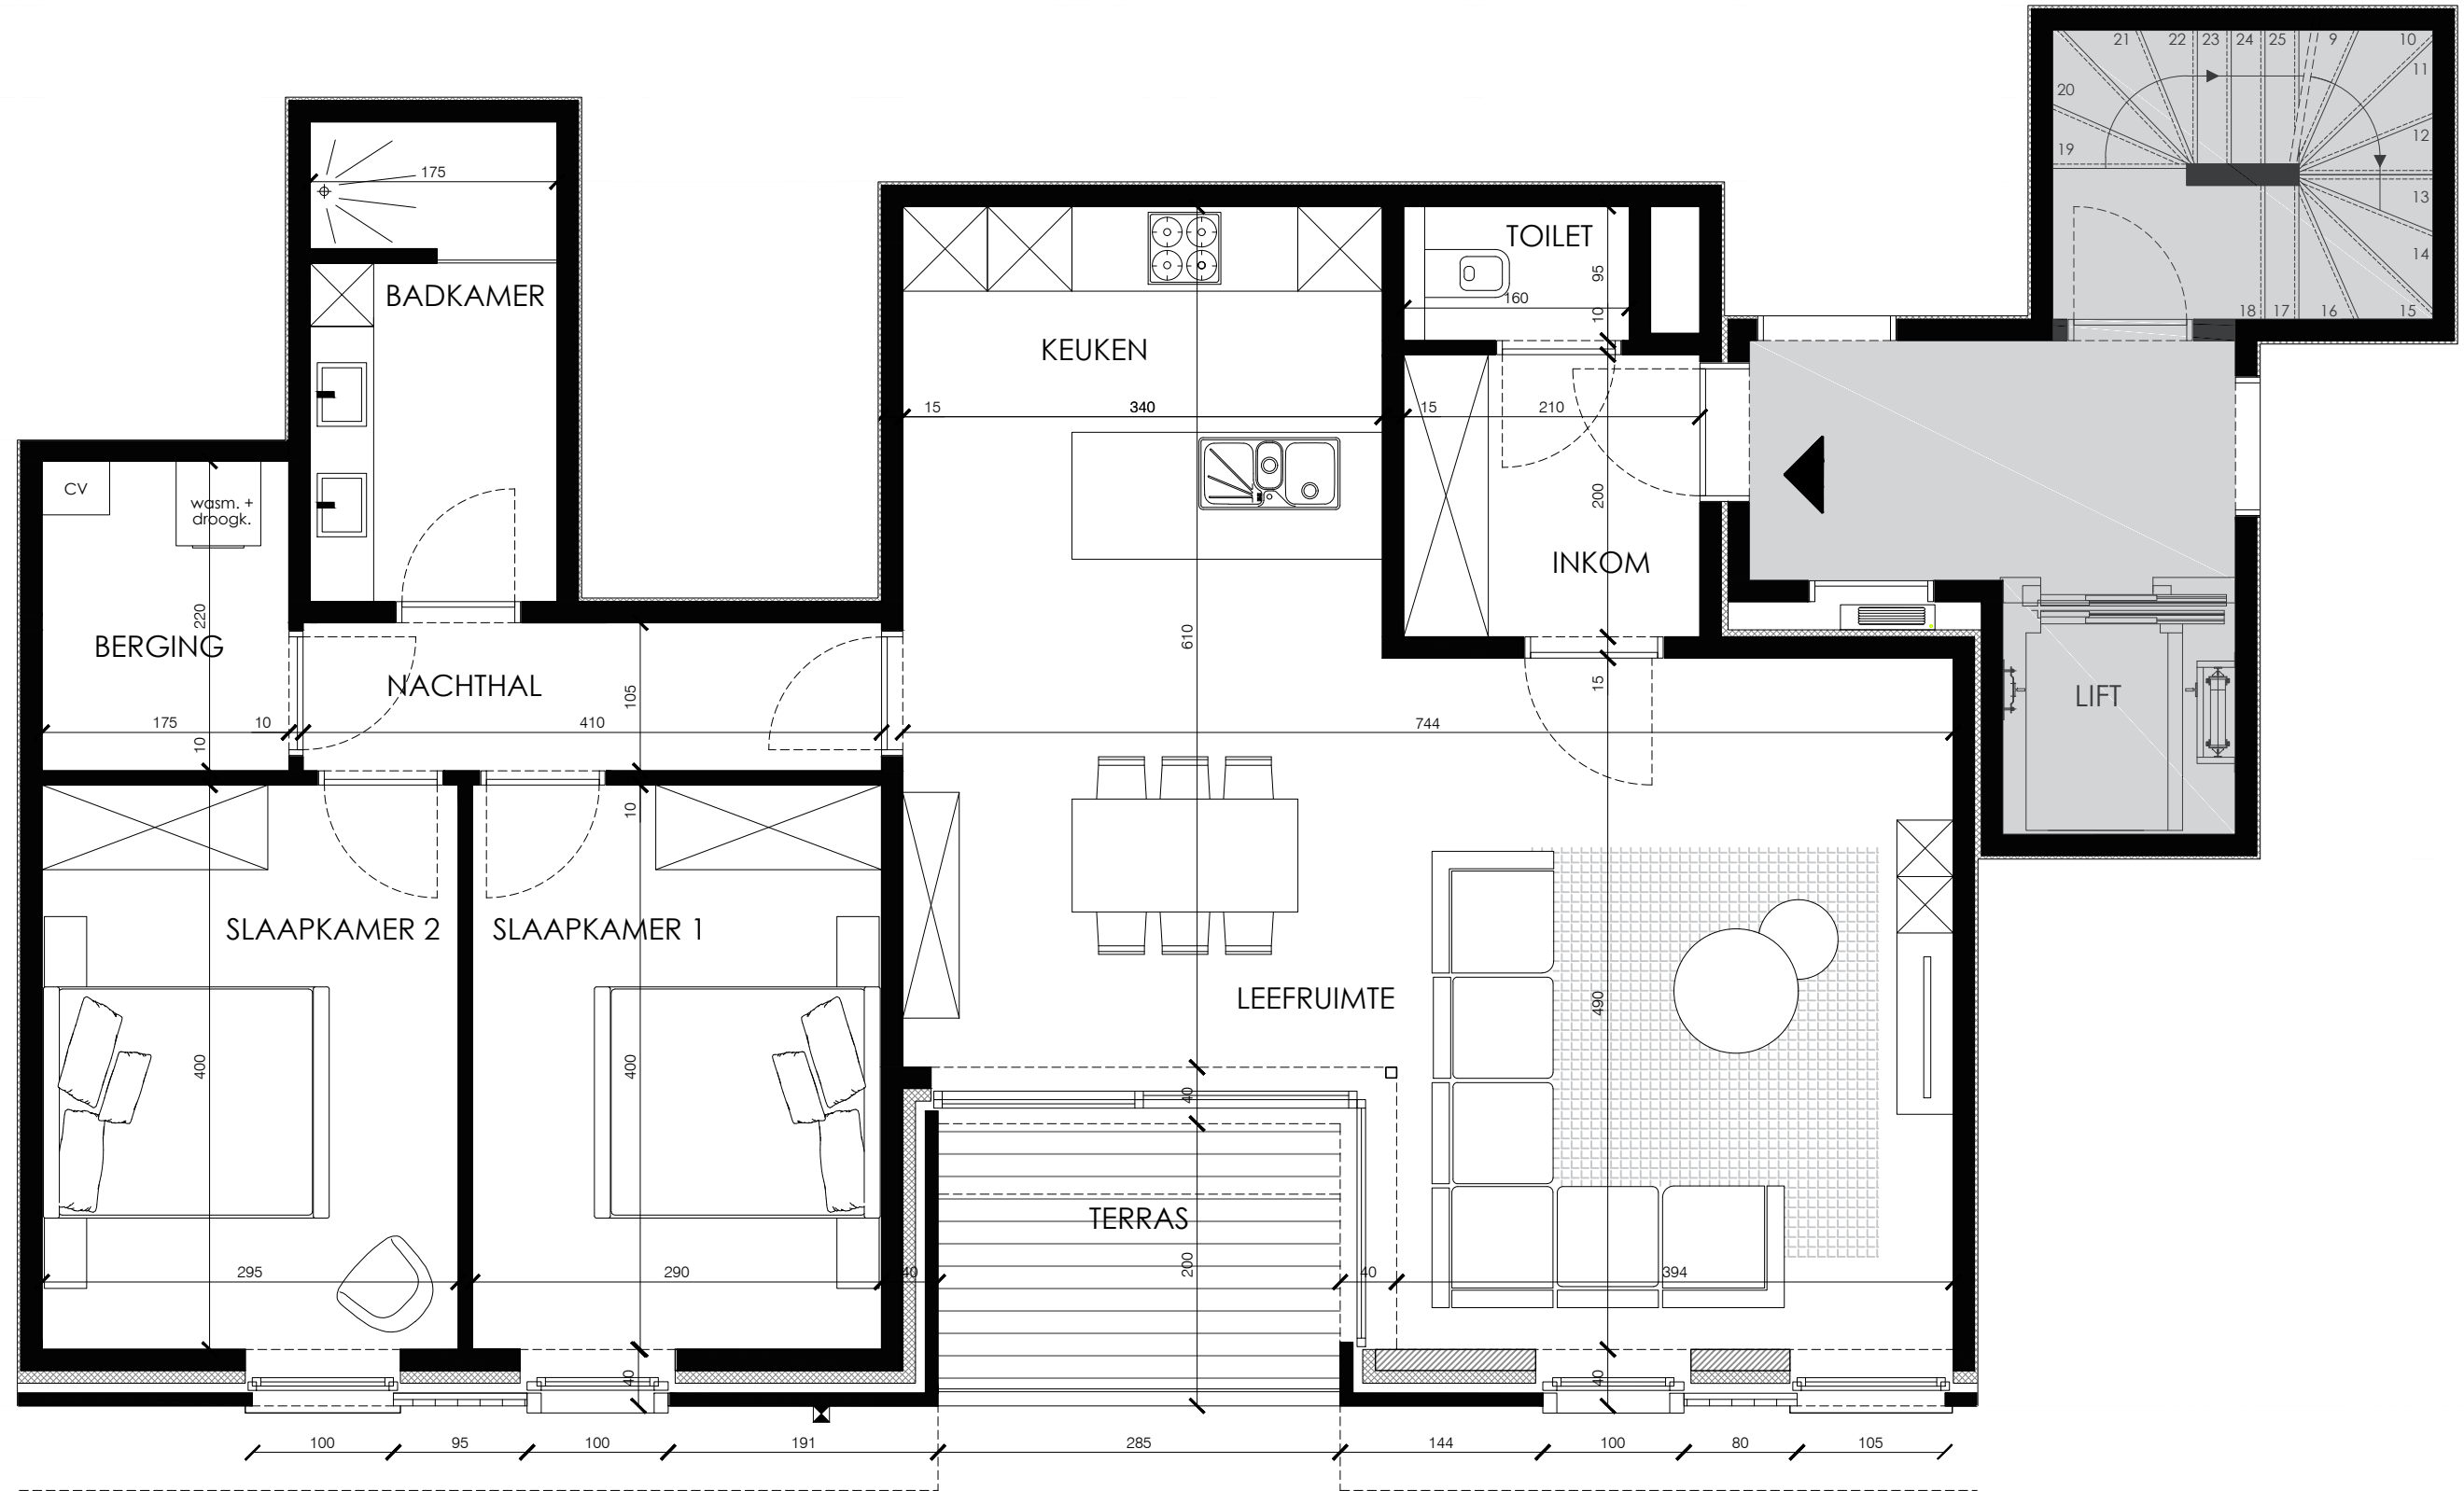 21 22 23 24 25 9 10
11
20
12
19
13
14
18 17 16 15
175
BADKAMER
TOILET
95
160
10
KEUKEN
15 340 15 210
CV
wasm. +
droogk.
200
INKOM
220
BERGING
610
NACHTHAL
105
15
LIFT
175 10 410 744
10
10
SLAAPKAMER 2 SLAAPKAMER 1
LEEFRUIMTE
490
400 400
40
TERRAS
200
295 290 40 40 394
40 40
100 95 100 191 285 144 100 80 105